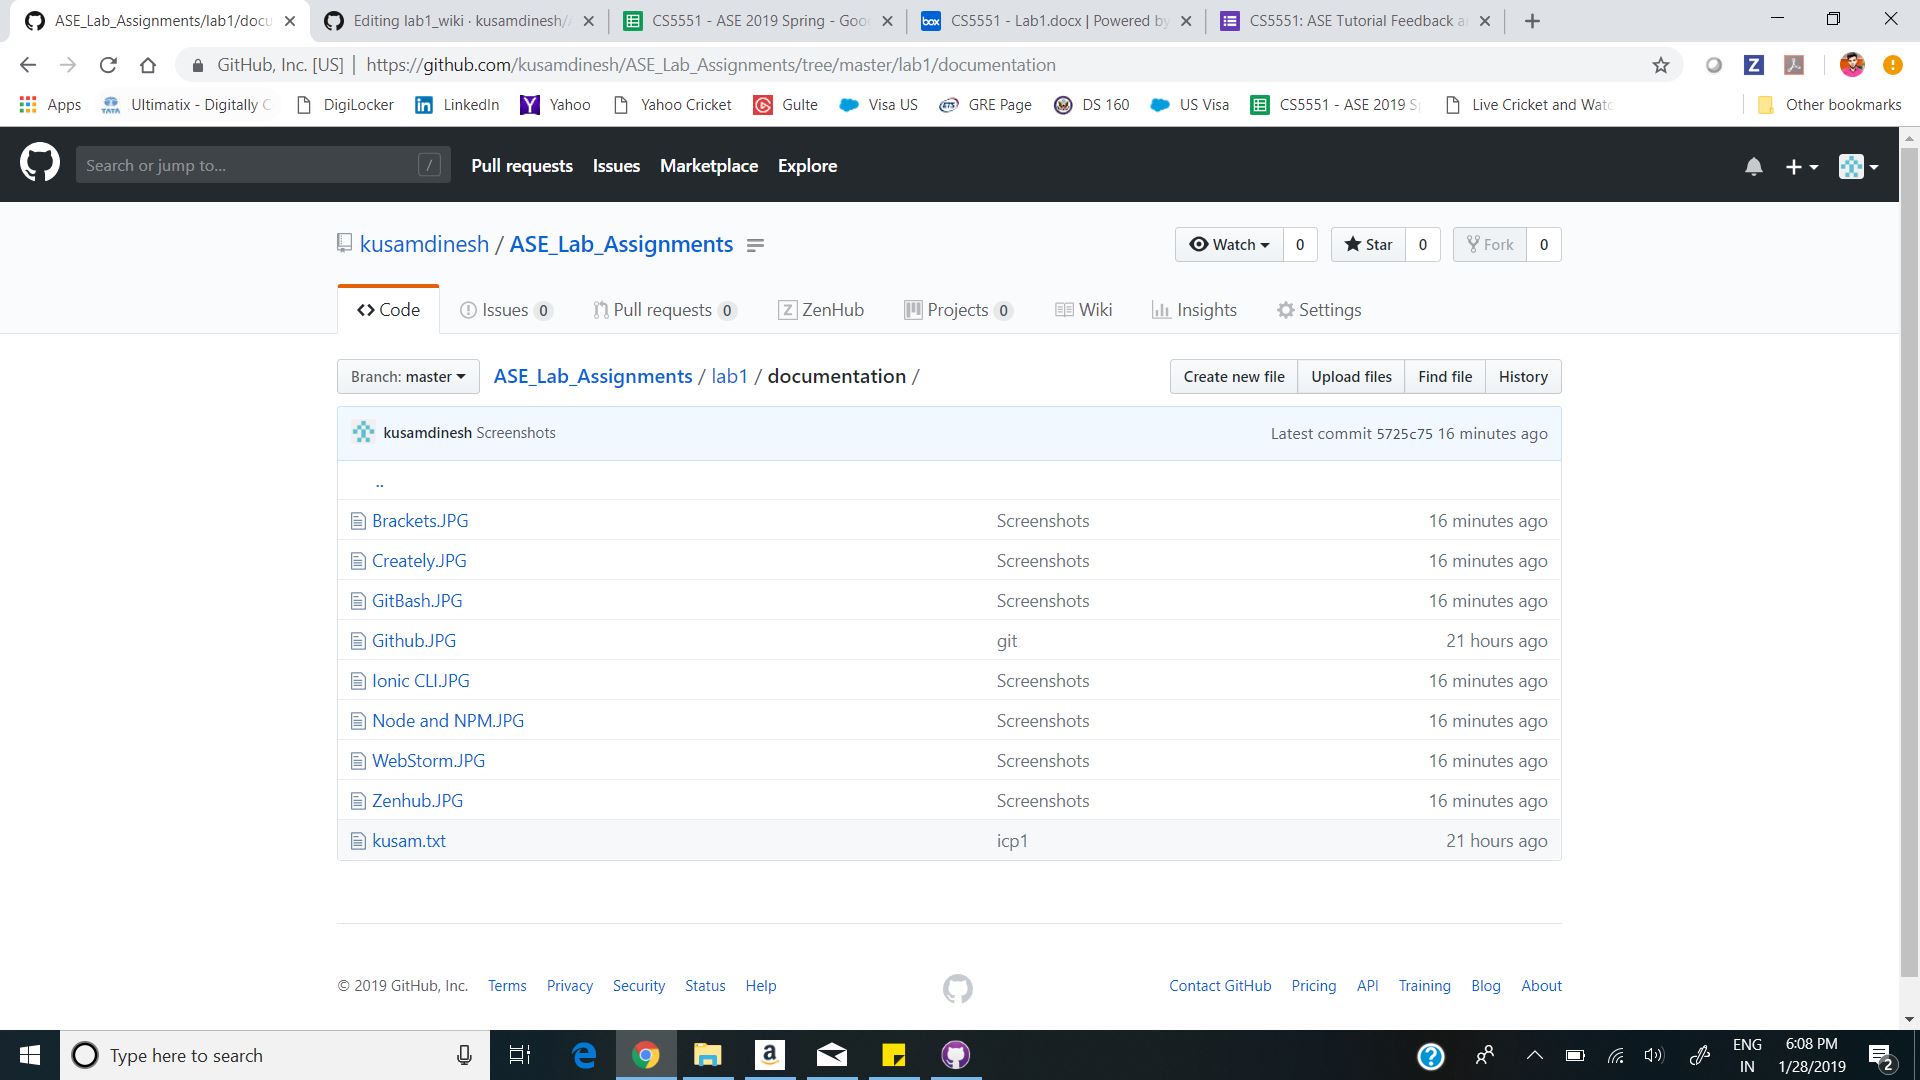 ASE_Lab_Assignments/lab1/docu
Editing lab1_wiki · kusamdinesh/
CS5551 - ASE 2019 Spring - Goo
box CS5551 - Lab1.docx | Powered by
CS5551: ASE Tutorial Feedback a
GitHub, Inc. [US] | https://github.com/kusamdinesh/ASE_Lab_Assignments/tree/master/lab1/documentation
Apps TATA Ultimatix - Digitally C DigiLocker LinkedIn Yahoo Yahoo Cricket Gulte Visa US GRE Page DS 160 US Visa CS5551 - ASE 2019 S Live Cricket and Watc Other bookmarks
Search or jump to... / Pull requests Issues Marketplace Explore
kusamdinesh / ASE_Lab_Assignments
Watch 0 Star 0 Fork 0
Code Issues 0 Pull requests 0 ZenHub Projects 0 Wiki Insights Settings
Branch: master ASE_Lab_Assignments / lab1 / documentation / Create new file Upload files Find file History
kusamdinesh Screenshots Latest commit 5725c75 16 minutes ago
..
Brackets.JPG Screenshots 16 minutes ago
Creately.JPG Screenshots 16 minutes ago
GitBash.JPG Screenshots 16 minutes ago
Github.JPG git 21 hours ago
Ionic CLI.JPG Screenshots 16 minutes ago
Node and NPM.JPG Screenshots 16 minutes ago
WebStorm.JPG Screenshots 16 minutes ago
Zenhub.JPG Screenshots 16 minutes ago
kusam.txt icp1 21 hours ago
© 2019 GitHub, Inc. Terms Privacy Security Status Help Contact GitHub Pricing API Training Blog About
Type here to search
ENG
IN
6:08 PM
1/28/2019
2